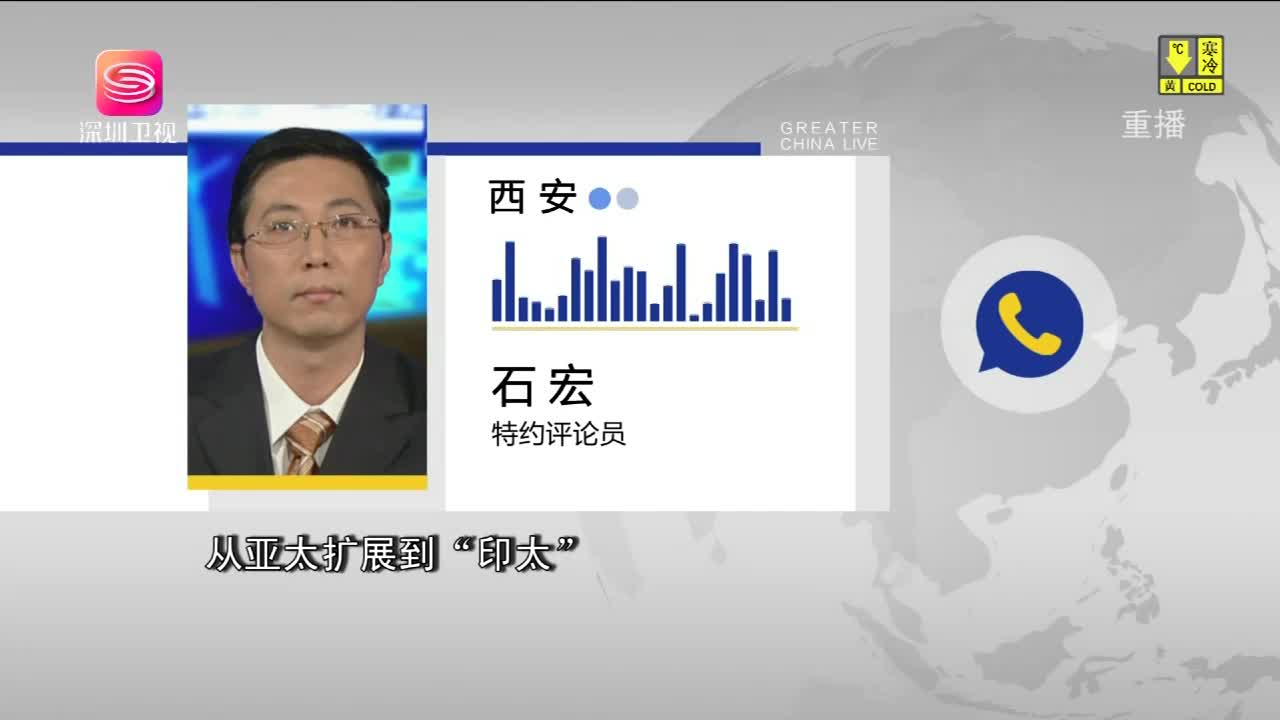 深圳卫视
℃ 寒冷
黄 COLD
重播
GREATER
CHINA LIVE
西安
石宏
特约评论员
从亚太扩展到“印太”